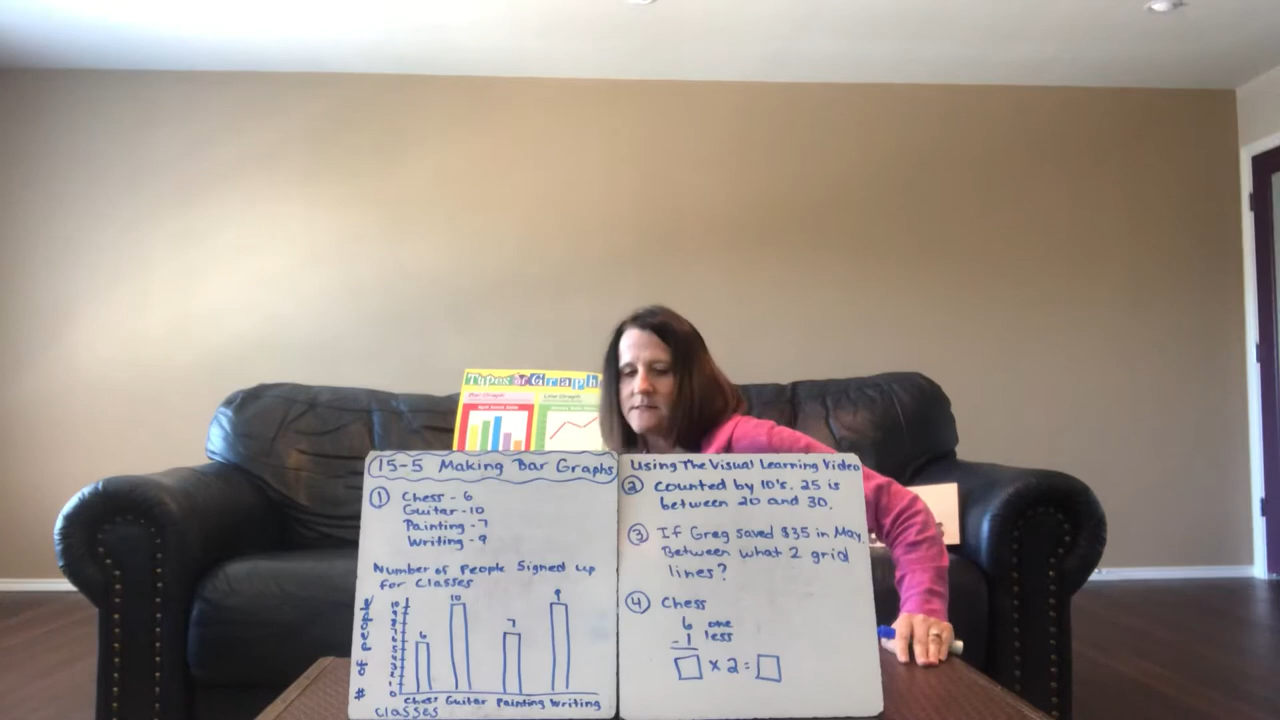 Types of Graph
Bar Graph
Line Graph
15-5 Making Bar Graphs
① Chess - 6
Guitar - 10
Painting - 7
Writing - 9
Number of People Signed up
for Classes
# of people
10
6
10
7
9
0
Chess Guitar Painting Writing
Classes
Using The Visual Learning Video
② Counted by 10's. 25 is
between 20 and 30.
③ If Greg saved $35 in May.
Between what 2 grid
lines?
④ Chess
6 one
- 1 less
□ x 2 = □